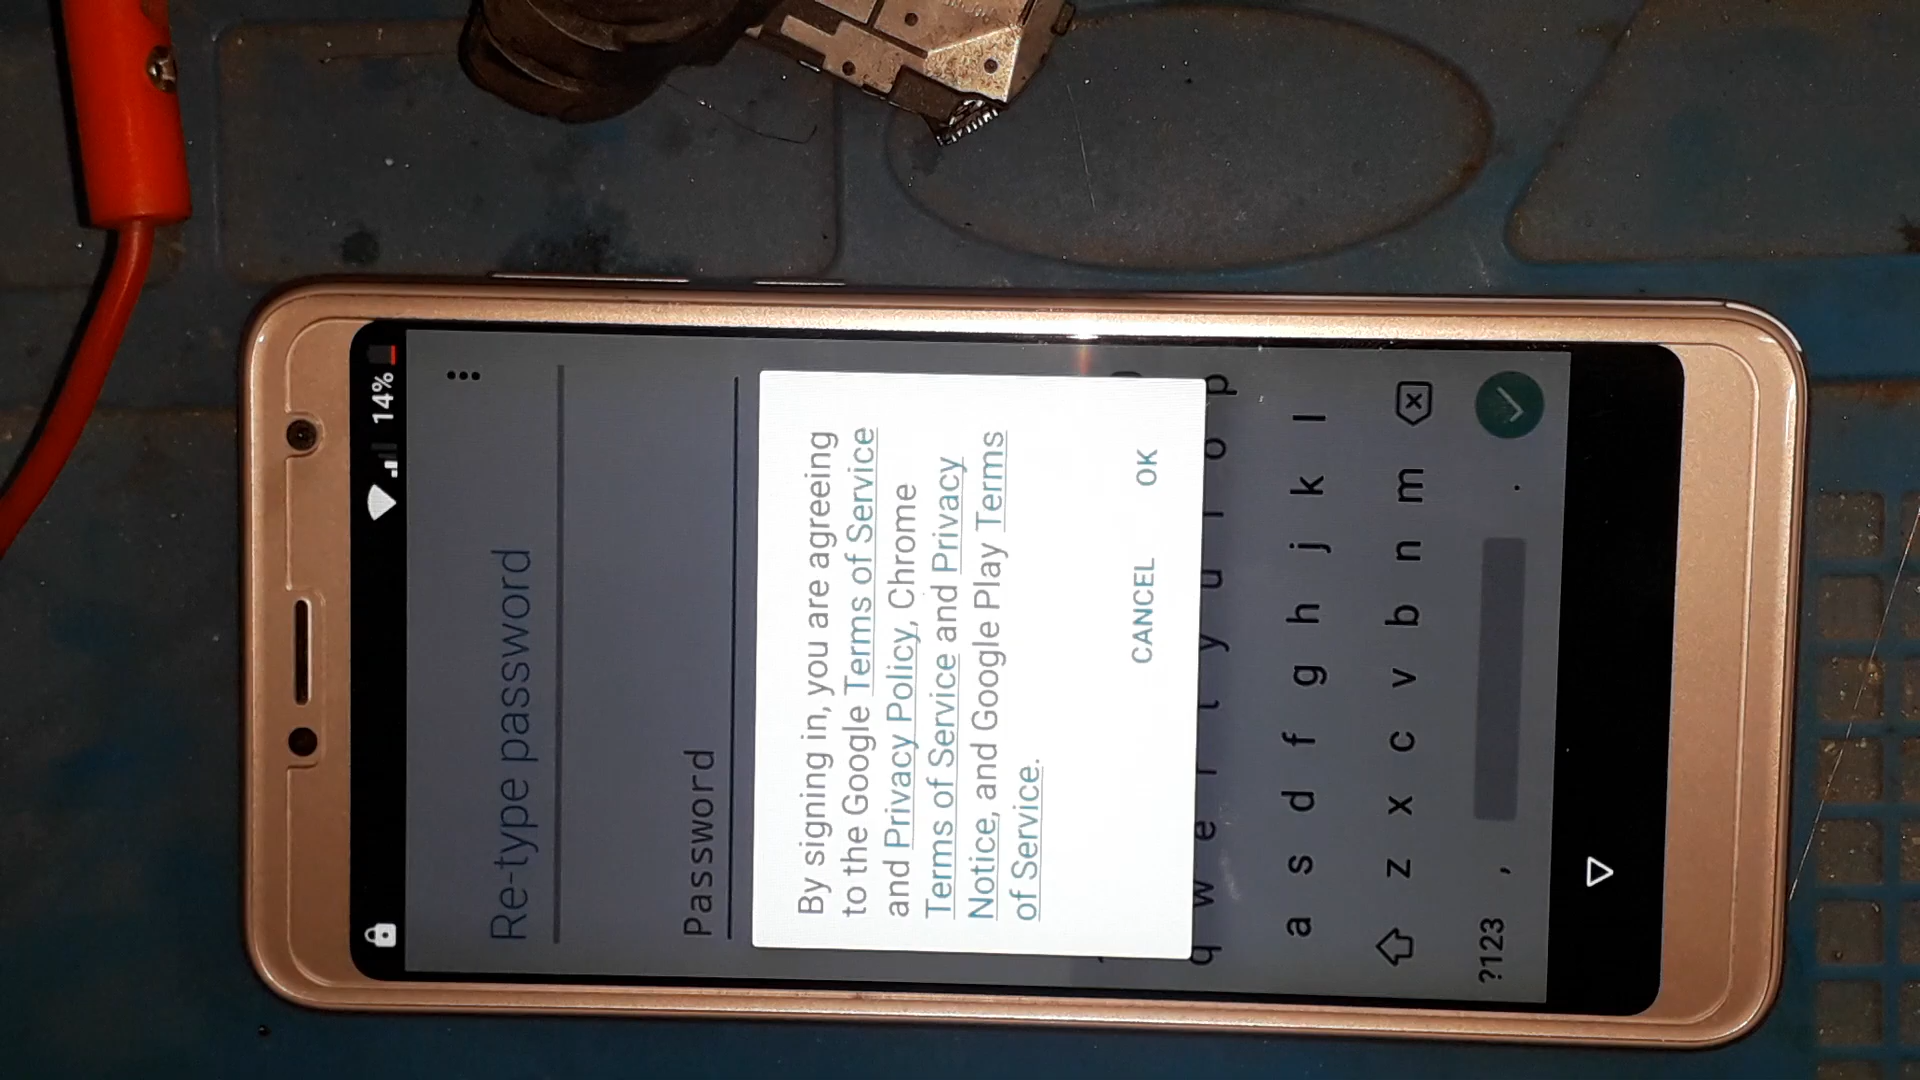 14%
Re-type password
Password
By signing in, you are agreeing
to the Google Terms of Service
and Privacy Policy, Chrome
Terms of Service and Privacy
Notice, and Google Play Terms
of Service.
CANCEL OK
q w e r t y u i o p
a s d f g h j k l
z x c v b n m
?123 , .